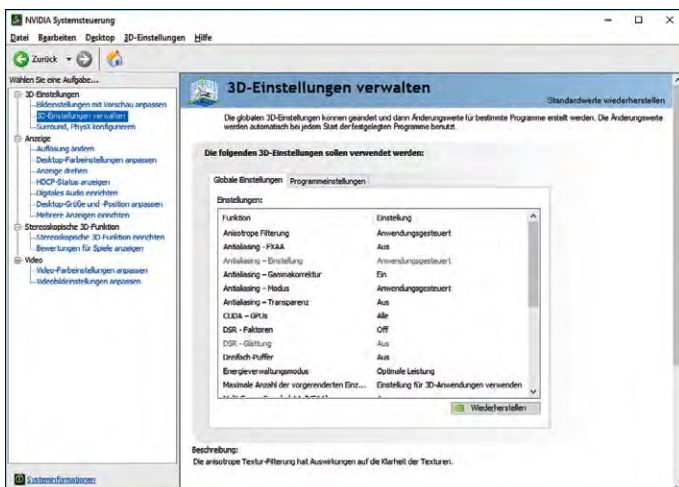 NVIDIA Systemsteuerung
Datei Bearbeiten Desktop 3D-Einstellungen Hilfe
Zurück
Wählen Sie eine Aufgabe...
3D-Einstellungen
Bildeinstellungen mit Vorschau anpassen
3D-Einstellungen verwalten
Surround, PhysX konfigurieren
Anzeige
Auflösung ändern
Desktop-Farbeinstellungen anpassen
Anzeige drehen
HDCP-Status anzeigen
Digitales Audio einrichten
Desktop-Größe und -Position anpassen
Mehrere Anzeigen einrichten
Stereoskopische 3D-Funktion
Stereoskopische 3D-Funktion einrichten
Bewertungen für Spiele anzeigen
Video
Video-Farbeinstellungen anpassen
Videobildeinstellungen anpassen
Systeminformationen
3D-Einstellungen verwalten
Standardwerte wiederherstellen
Die globalen 3D-Einstellungen können geändert und dann Änderungswerte für bestimmte Programme erstellt werden. Die Änderungswerte
werden automatisch bei jedem Start der festgelegten Programme benutzt.
Die folgenden 3D-Einstellungen sollen verwendet werden:
Globale Einstellungen Programmeinstellungen
Einstellungen:
Funktion Einstellung
Anisotrope Filterung Anwendungsgesteuert
Antialiasing - FXAA Aus
Antialiasing – Einstellung Anwendungsgesteuert
Antialiasing – Gammakorrektur Ein
Antialiasing – Modus Anwendungsgesteuert
Antialiasing – Transparenz Aus
CUDA – GPUs Alle
DSR - Faktoren Off
DSR - Glättung Aus
Dreifach-Puffer Aus
Energieverwaltungsmodus Optimale Leistung
Maximale Anzahl der vorgerenderten Einz... Einstellung für 3D-Anwendungen verwenden
Wiederherstellen
Beschreibung:
Die anisotrope Textur-Filterung hat Auswirkungen auf die Klarheit der Texturen.